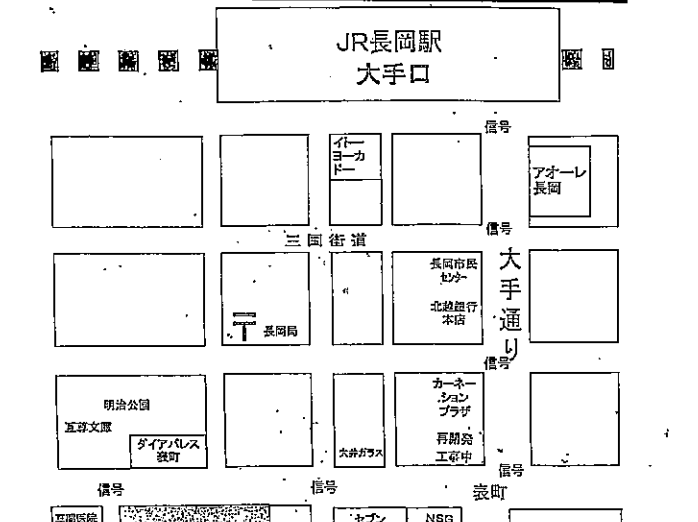 JR長岡駅
大手口
信号
イトー
ヨーカ
ドー
アオーレ
長岡
信号
三国街道
大手通り
長岡市民
センター
北越銀行
本店
〒
長岡局
信号
カーネー
ション
プラザ
再開発
工事中
明治公園
互尊文庫
ダイアパレス
大井ガラス
信号
信号
信号
セブン
NSG